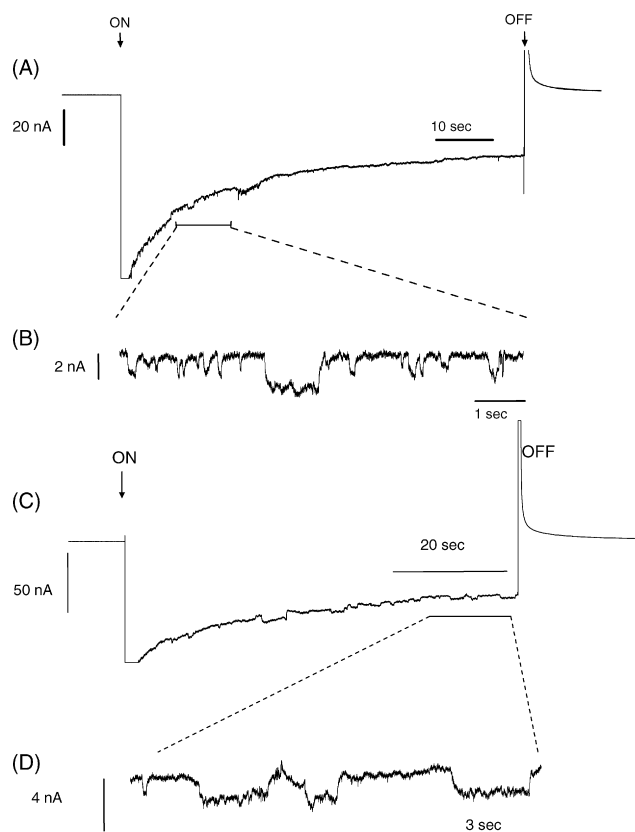 ON
OFF
(A)
20 nA
10 sec
(B)
2 nA
1 sec
ON
OFF
(C)
20 sec
50 nA
(D)
4 nA
3 sec